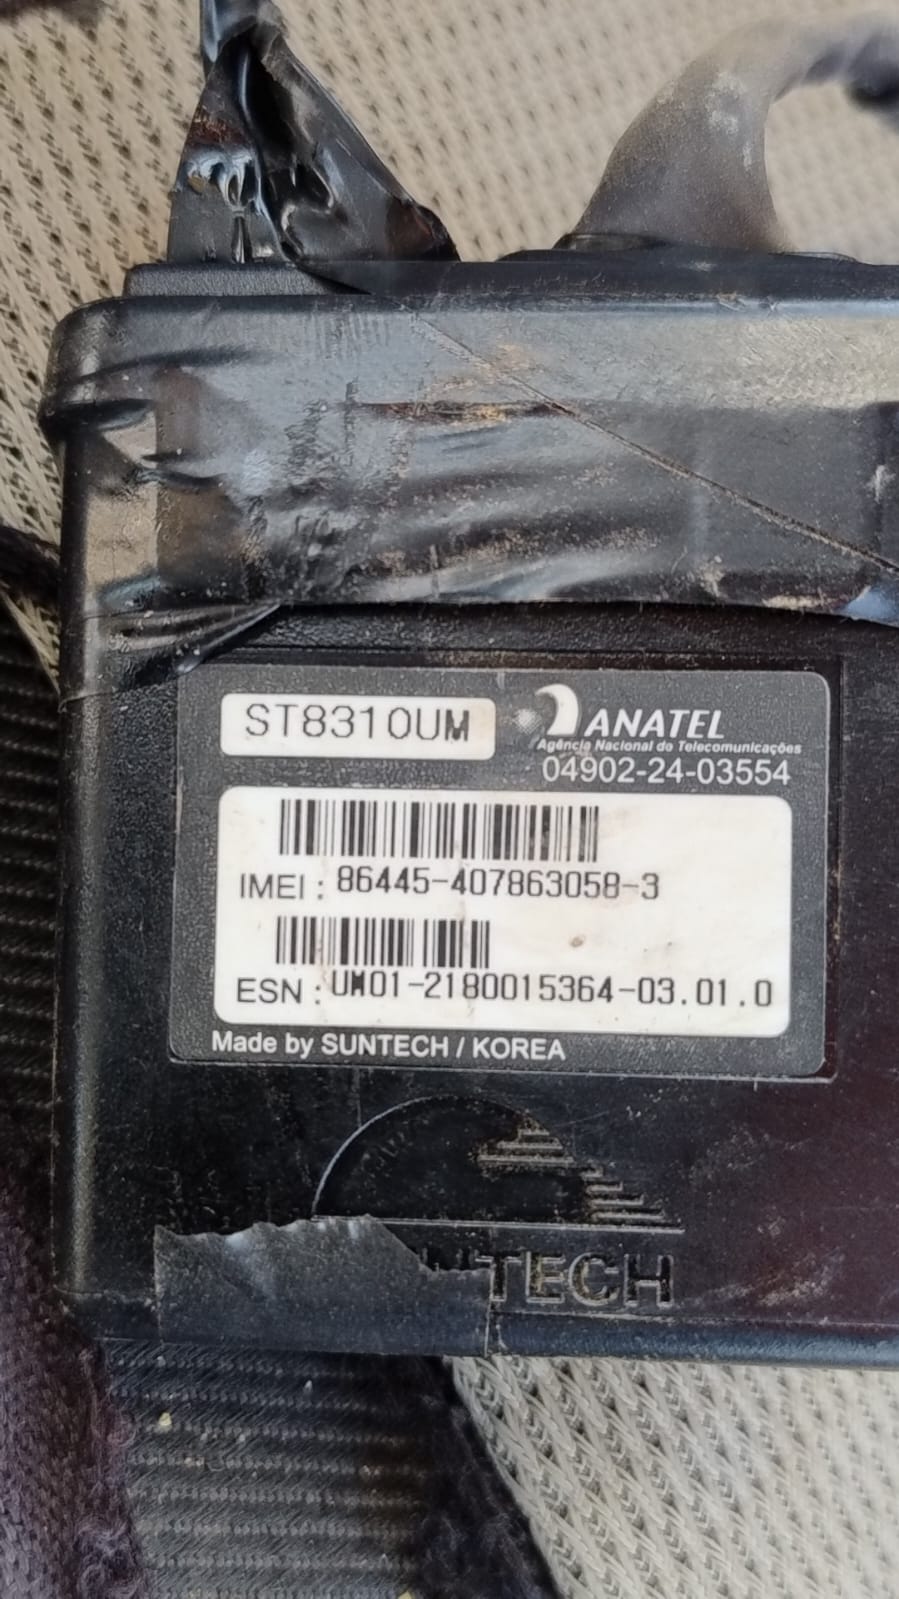 ST8310UM
ANATEL
Agência Nacional de Telecomunicações
04902-24-03554
IMEI : 86445-407863058-3
ESN : UM01-2180015364-03.01.0
Made by SUNTECH / KOREA
NTECH